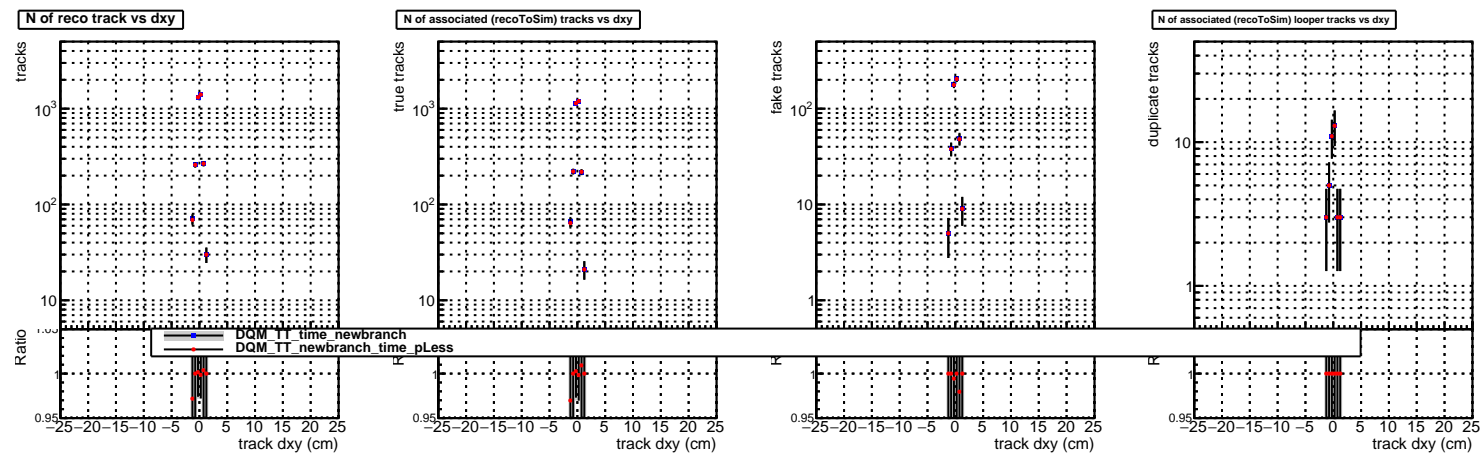 N of reco track vs dxy
N of associated (recoToSim) tracks vs dxy
N of associated (recoToSim) looper tracks vs dxy
tracks
10³
10²
10
true tracks
10³
10²
10
fake tracks
10²
10
1
duplicate tracks
10
1
DQM_TT_time_newbranch
DQM_TT_newbranch_time_pLess
Ratio
1
0.95
1
0.95
1
0.95
1
0.95
−25−20−15−10−5 0 5 10 15 20 25
−25−20−15−10−5 0 5 10 15 20 25
−25−20−15−10−5 0 5 10 15 20 25
−25−20−15−10−5 0 5 10 15 20 25
track dxy (cm)
track dxy (cm)
track dxy (cm)
track dxy (cm)